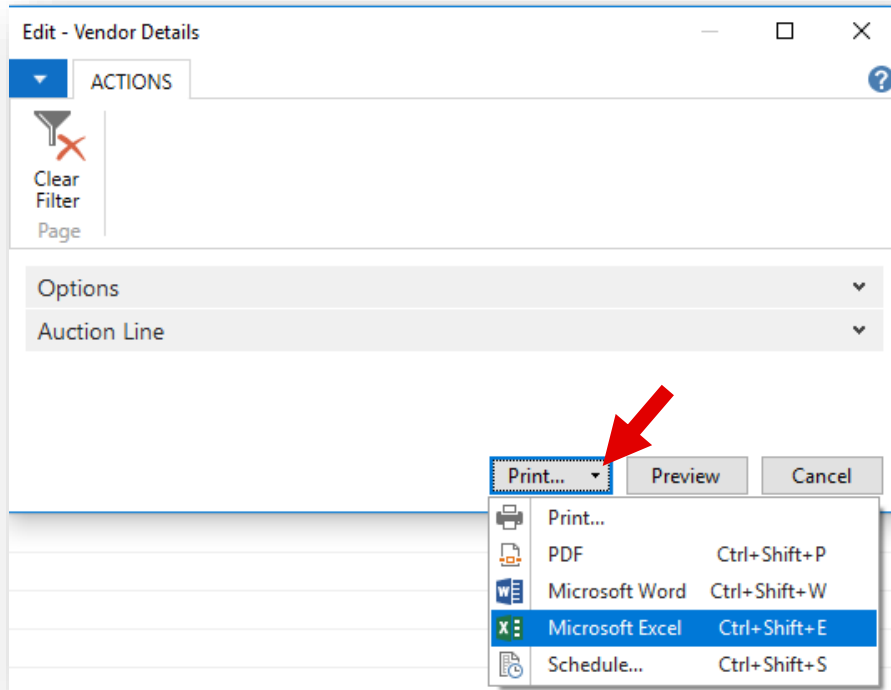 Edit - Vendor Details
ACTIONS
Clear
Filter
Page
Options
Auction Line
Print... Preview Cancel
Print...
PDF Ctrl+Shift+P
Microsoft Word Ctrl+Shift+W
Microsoft Excel Ctrl+Shift+E
Schedule... Ctrl+Shift+S